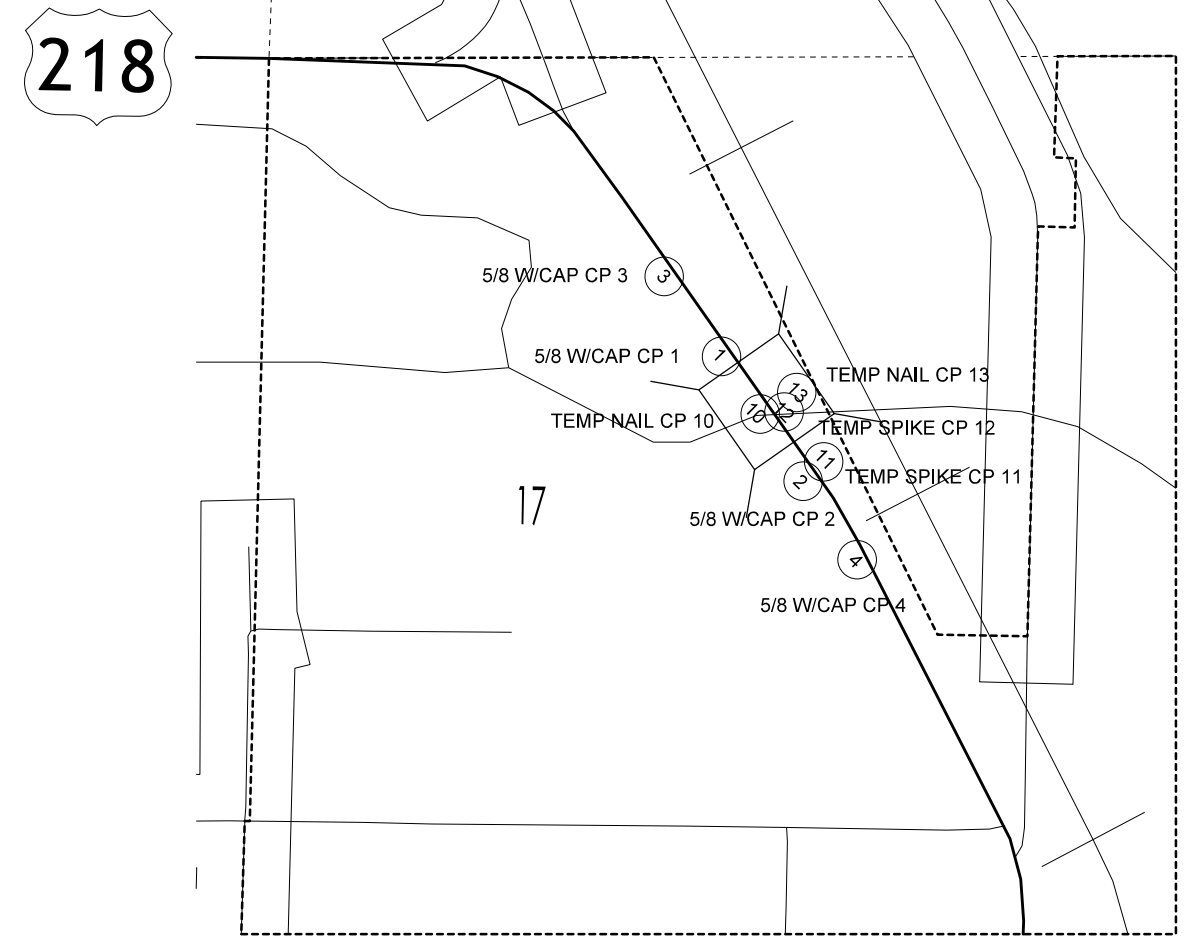 218
5/8 W/CAP CP 3
3
5/8 W/CAP CP 1
1
TEMP NAIL CP 13
13
TEMP NAIL CP 10
10
12
TEMP SPIKE CP 12
11
TEMP SPIKE CP 11
2
17
5/8 W/CAP CP 2
4
5/8 W/CAP CP 4